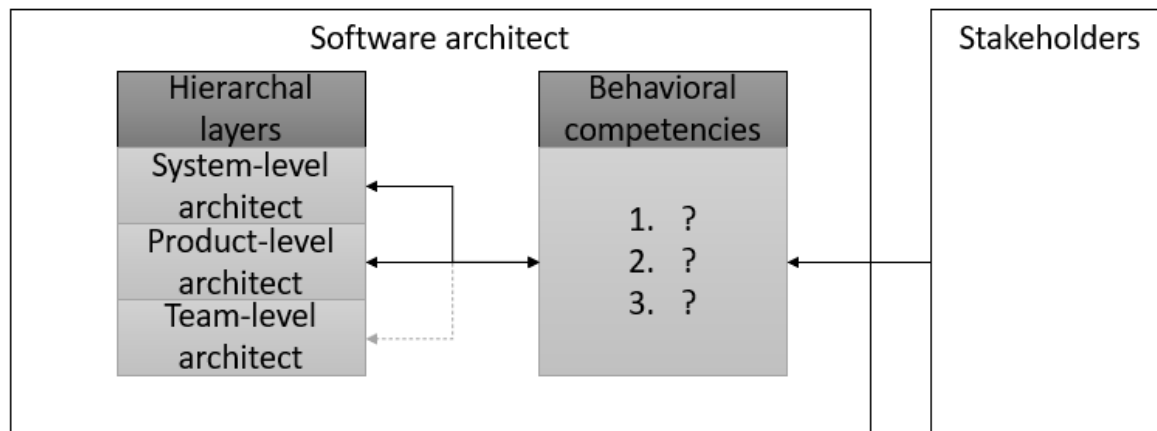 Software architect
Stakeholders
Hierarchal
layers
Behavioral
competencies
System-level
architect
Product-level
architect
Team-level
architect
1. ?
2. ?
3. ?